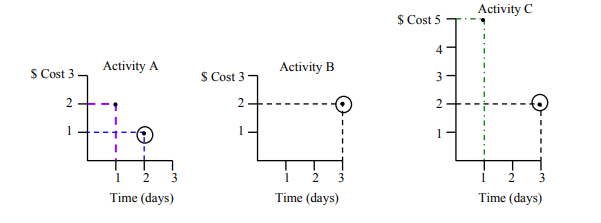 Activity A
$ Cost 3
2
1
1 2 3
Time (days)
Activity B
$ Cost 3
2
1
1 2 3
Time (days)
Activity C
$ Cost 5
4
3
2
1
1 2 3
Time (days)